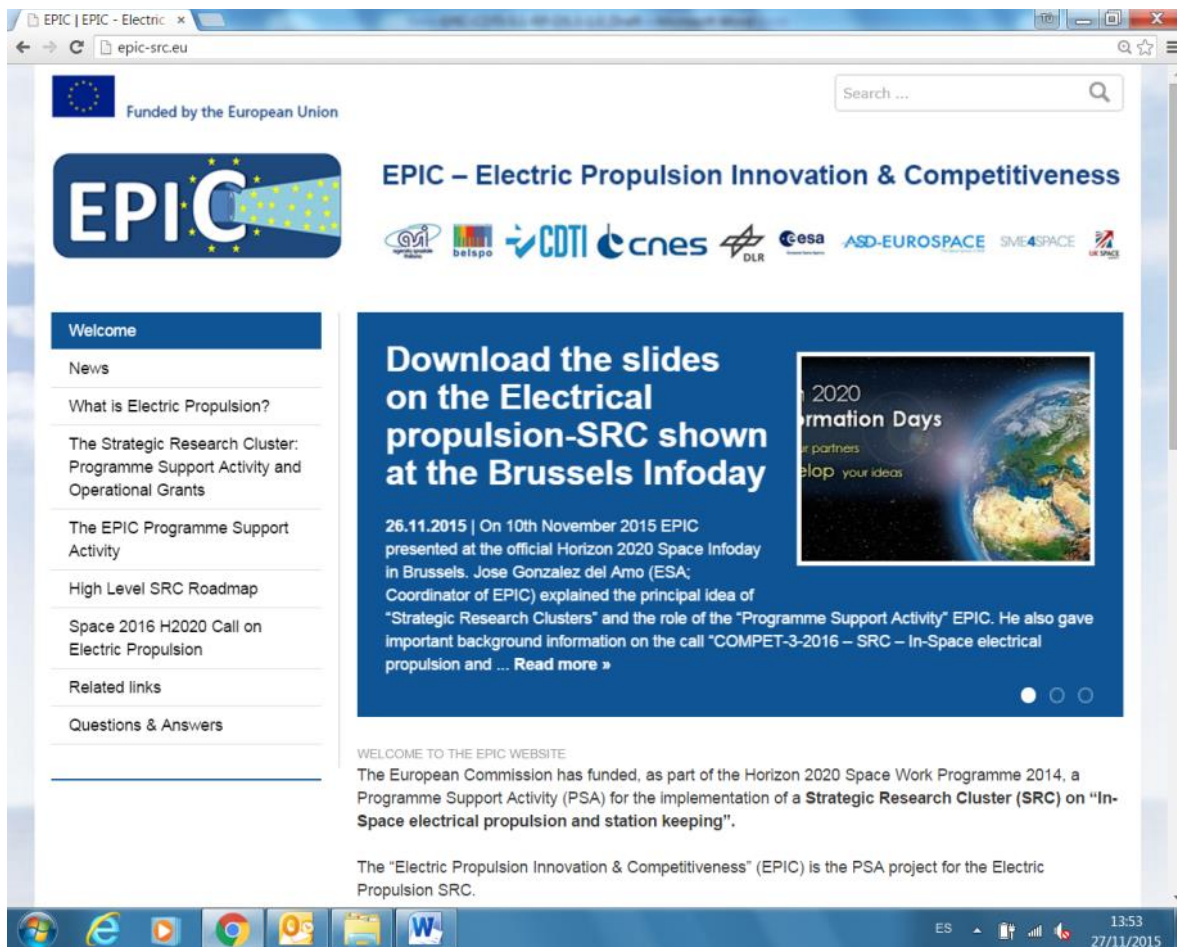 EPIC | EPIC - Electric
epic-src.eu
Funded by the European Union
Search ...
EPIC
EPIC – Electric Propulsion Innovation & Competitiveness
asi
belspo
CDTI
cnes
DLR
esa
ASD-EUROSPACE
SME4SPACE
UK SPACE
Welcome
News
What is Electric Propulsion?
The Strategic Research Cluster:
Programme Support Activity and
Operational Grants
The EPIC Programme Support
Activity
High Level SRC Roadmap
Space 2016 H2020 Call on
Electric Propulsion
Related links
Questions & Answers
Download the slides
on the Electrical
propulsion-SRC shown
at the Brussels Infoday
2020
rmation Days
partners
elop your ideas
26.11.2015 | On 10th November 2015 EPIC
presented at the official Horizon 2020 Space Infoday
in Brussels. Jose Gonzalez del Amo (ESA;
Coordinator of EPIC) explained the principal idea of
“Strategic Research Clusters” and the role of the “Programme Support Activity” EPIC. He also gave
important background information on the call “COMPET-3-2016 – SRC – In-Space electrical
propulsion and ... Read more »
WELCOME TO THE EPIC WEBSITE
The European Commission has funded, as part of the Horizon 2020 Space Work Programme 2014, a
Programme Support Activity (PSA) for the implementation of a Strategic Research Cluster (SRC) on “In-
Space electrical propulsion and station keeping”.
The “Electric Propulsion Innovation & Competitiveness” (EPIC) is the PSA project for the Electric
Propulsion SRC.
ES
13:53
27/11/2015